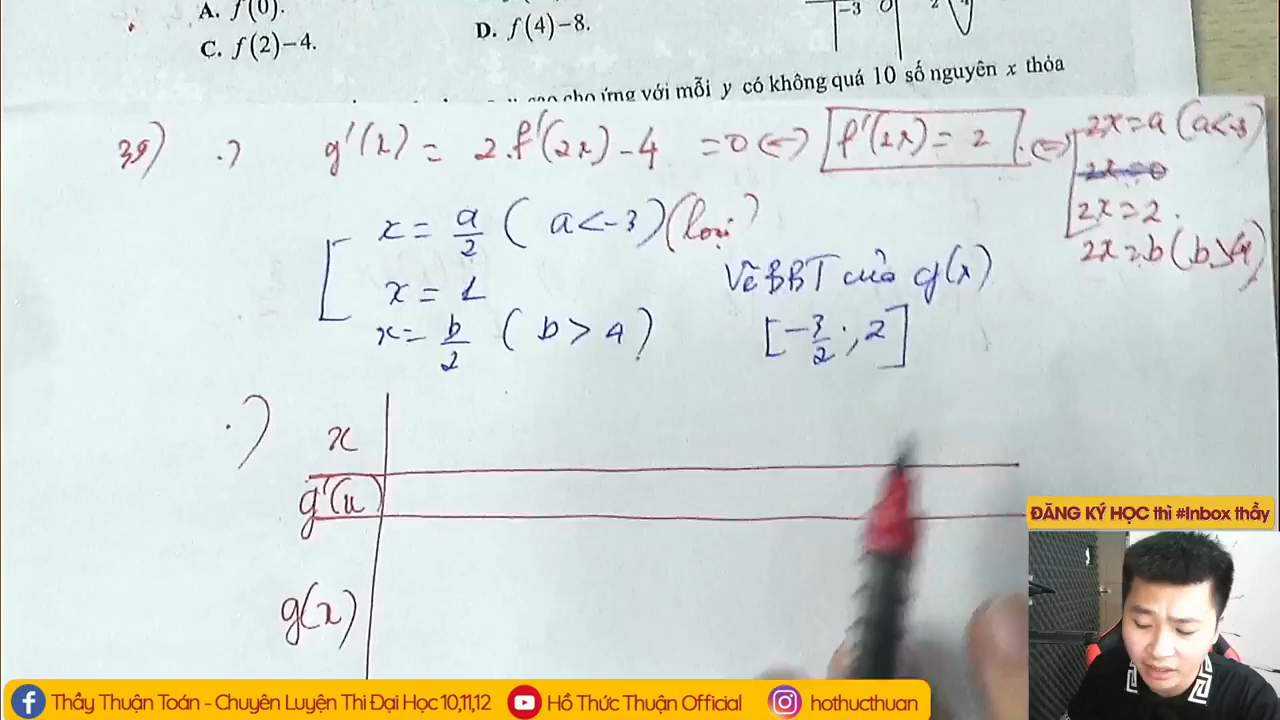 A. f(0).
C. f(2)−4.
D. f(4)−8.
−3 O 2
cho ứng với mỗi y có không quá 10 số nguyên x thỏa
39) .) g'(x) = 2.f'(2x) − 4 = 0 ⇔ f'(2x) = 2 . ⇔
2x = a (a<-3)
2x = 0
2x = 2 .
2x = b (b>4)
x = a/2 ( a < −3 ) (loại)
x = 1
x = b/2 ( b > 4 )
Vẽ BBT của g(x)
[−3/2 ; 2]
.) x
g'(x)
g(x)
ĐĂNG KÝ HỌC thì #Inbox thầy
Thầy Thuận Toán - Chuyên Luyện Thi Đại Học 10,11,12
Hồ Thức Thuận Official
hothucthuan